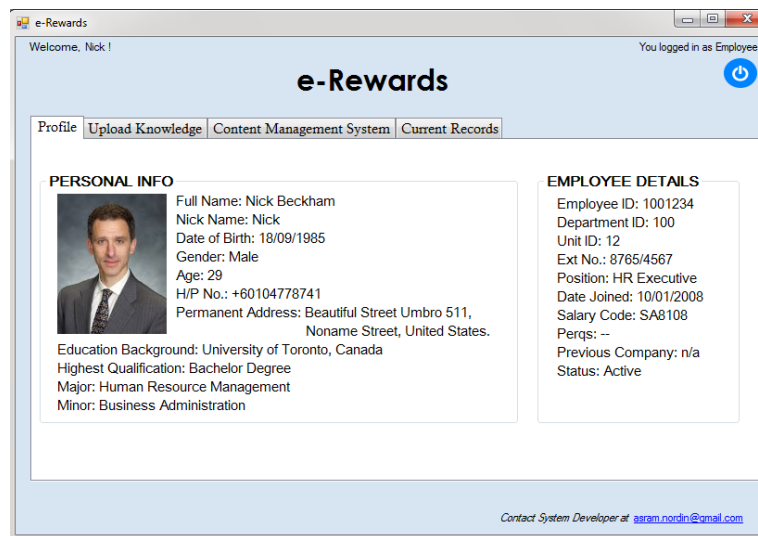 e-Rewards
Welcome, Nick !
You logged in as Employee
e-Rewards
Profile
Upload Knowledge
Content Management System
Current Records
PERSONAL INFO
Full Name: Nick Beckham
Nick Name: Nick
Date of Birth: 18/09/1985
Gender: Male
Age: 29
H/P No.: +60104778741
Permanent Address: Beautiful Street Umbro 511,
Noname Street, United States.
Education Background: University of Toronto, Canada
Highest Qualification: Bachelor Degree
Major: Human Resource Management
Minor: Business Administration
EMPLOYEE DETAILS
Employee ID: 1001234
Department ID: 100
Unit ID: 12
Ext No.: 8765/4567
Position: HR Executive
Date Joined: 10/01/2008
Salary Code: SA8108
Perqs: --
Previous Company: n/a
Status: Active
Contact System Developer at asram.nordin@gmail.com